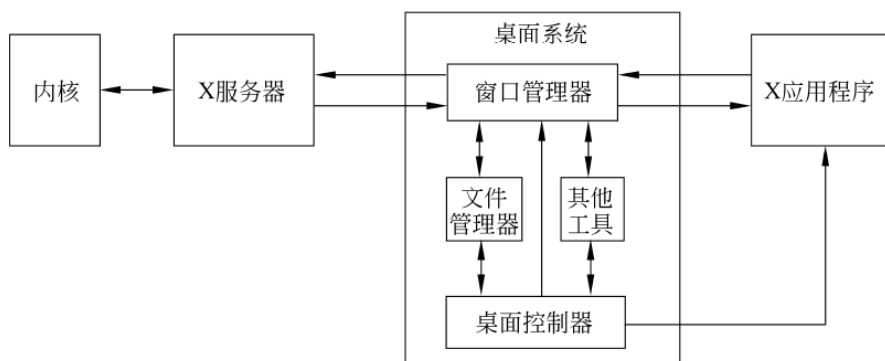 桌面系统
内核
X服务器
窗口管理器
X应用程序
文件
管理器
其他
工具
桌面控制器